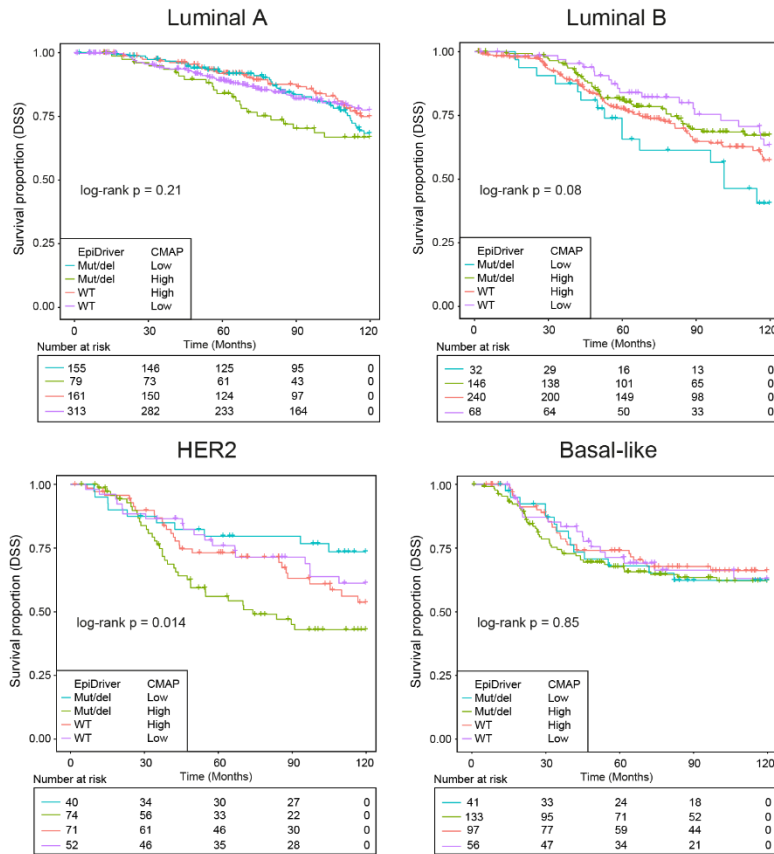 Luminal A
Survival proportion (DSS)
1.00
0.75
0.50
0.25
0.00
log-rank p = 0.21
EpiDriver CMAP
Mut/del Low
Mut/del High
WT High
WT Low
0 30 60 90 120
Time (Months)
Number at risk
155 146 125 95 0
79 73 61 43 0
161 150 124 97 0
313 282 233 164 0
Luminal B
Survival proportion (DSS)
1.00
0.75
0.50
0.25
0.00
log-rank p = 0.08
EpiDriver CMAP
Mut/del Low
Mut/del High
WT High
WT Low
0 30 60 90 120
Time (Months)
Number at risk
32 29 16 13 0
146 138 101 65 0
240 200 149 98 0
68 64 50 33 0
HER2
Survival proportion (DSS)
1.00
0.75
0.50
0.25
0.00
log-rank p = 0.014
EpiDriver CMAP
Mut/del Low
Mut/del High
WT High
WT Low
0 30 60 90 120
Time (Months)
Number at risk
40 34 30 27 0
74 56 33 22 0
71 61 46 30 0
52 46 35 28 0
Basal-like
Survival proportion (DSS)
1.00
0.75
0.50
0.25
0.00
log-rank p = 0.85
EpiDriver CMAP
Mut/del Low
Mut/del High
WT High
WT Low
0 30 60 90 120
Time (Months)
Number at risk
41 33 24 18 0
133 95 71 52 0
97 77 59 44 0
56 47 34 21 0